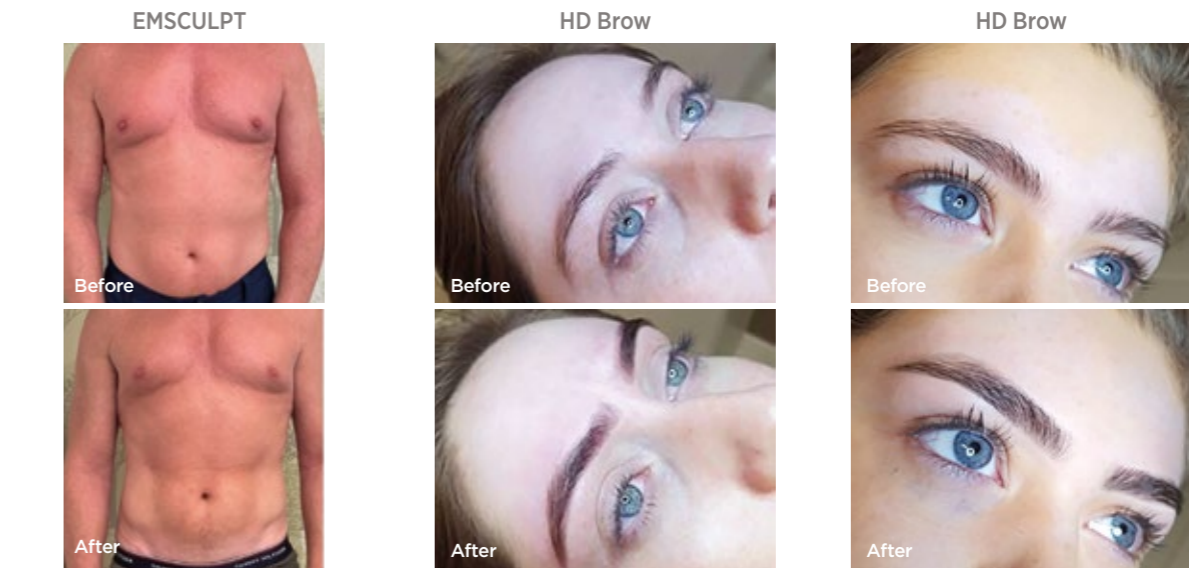 EMSCULPT
HD Brow
HD Brow
Before
Before
Before
After
After
After